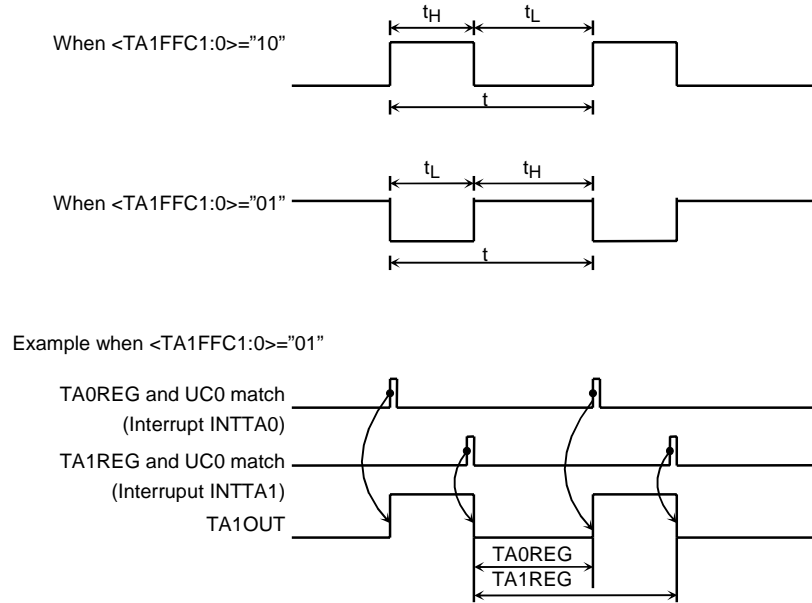 tH tL
When <TA1FFC1:0>=”10”
t
tL tH
When <TA1FFC1:0>=”01”
t
Example when <TA1FFC1:0>=”01”
TA0REG and UC0 match
(Interrupt INTTA0)
TA1REG and UC0 match
(Interruput INTTA1)
TA1OUT
TA0REG
TA1REG